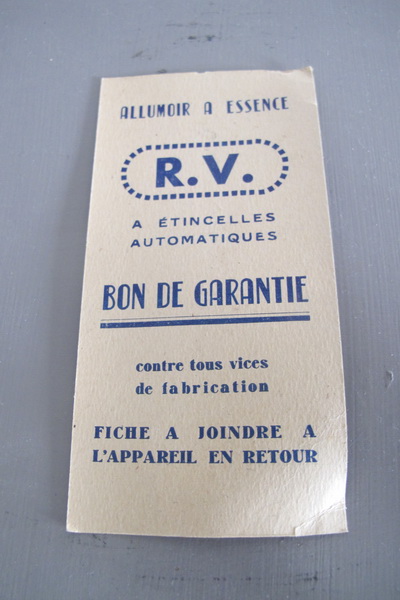 ALLUMOIR A ESSENCE
R.V.
A ÉTINCELLES
AUTOMATIQUES
BON DE GARANTIE
contre tous vices
de fabrication
FICHE A JOINDRE A
L'APPAREIL EN RETOUR